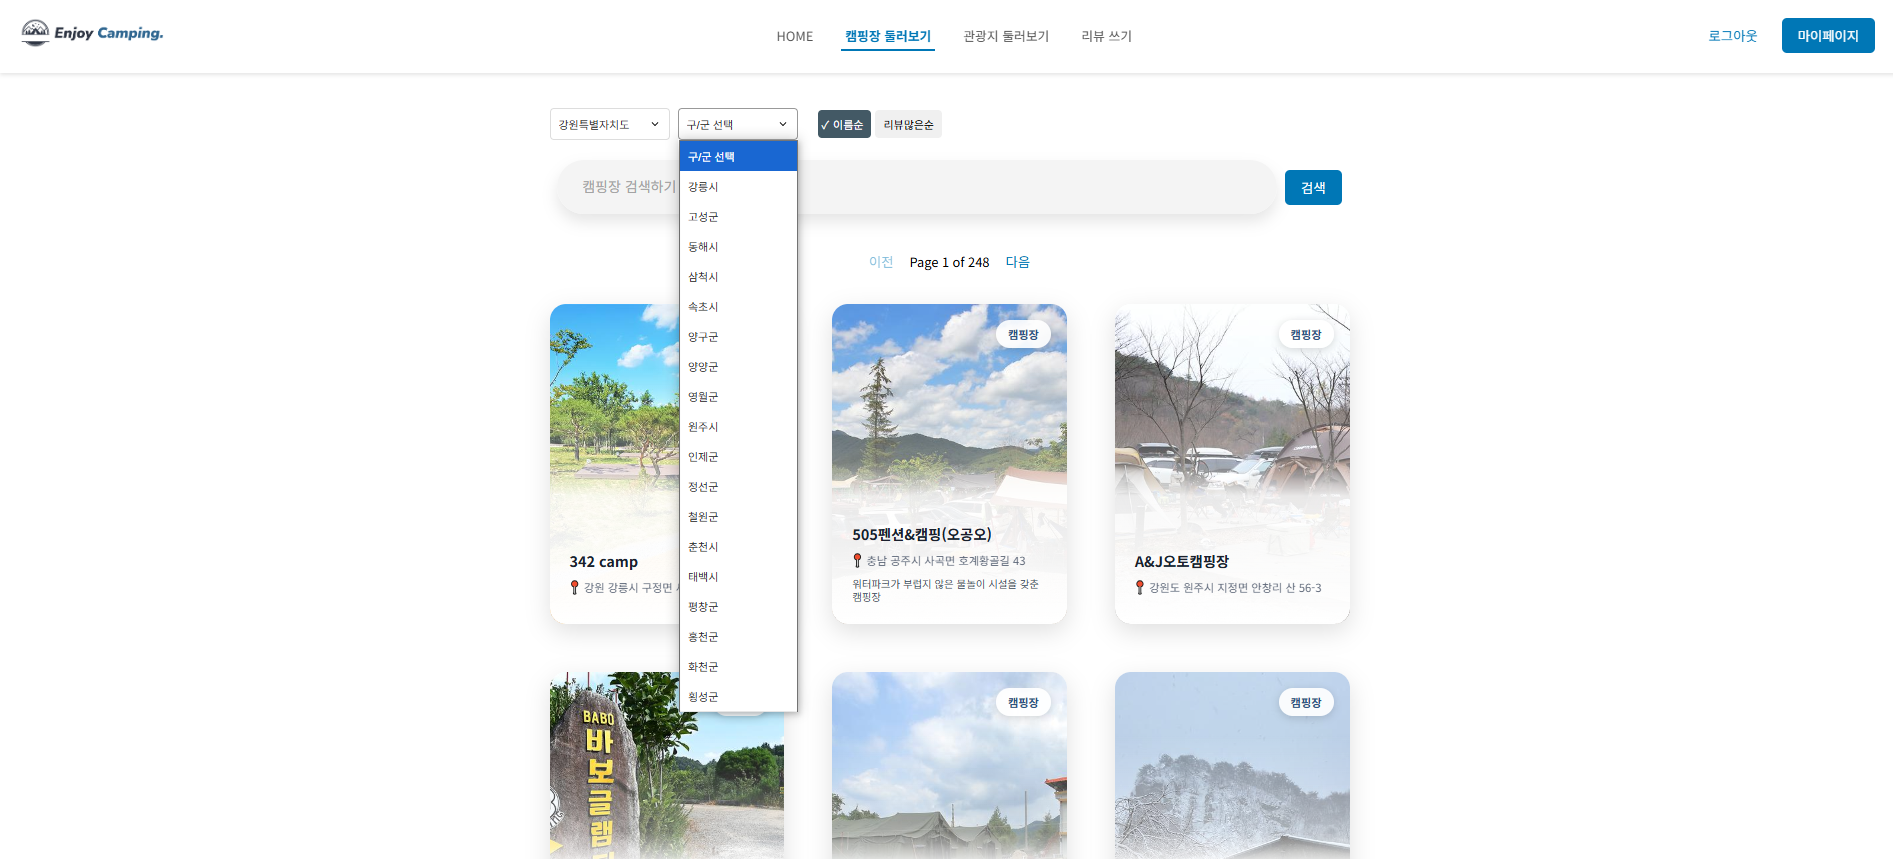 Enjoy Camping.
HOME
캠핑장 둘러보기
관광지 둘러보기
리뷰 쓰기
로그아웃
마이페이지
강원특별자치도
구/군 선택
✓ 이름순
리뷰많은순
구/군 선택
강릉시
고성군
동해시
삼척시
속초시
양구군
양양군
영월군
원주시
인제군
정선군
철원군
춘천시
태백시
평창군
홍천군
화천군
횡성군
캠핑장 검색하기
검색
이전
Page 1 of 248
다음
342 camp
강원 강릉시 구정면
캠핑장
505펜션&캠핑(오공오)
충남 공주시 사곡면 호계황골길 43
워터파크가 부럽지 않은 물놀이 시설을 갖춘
캠핑장
캠핑장
A&J오토캠핑장
강원도 원주시 지정면 안창리 산 56-3
BABO
바보글램
캠핑장
캠핑장